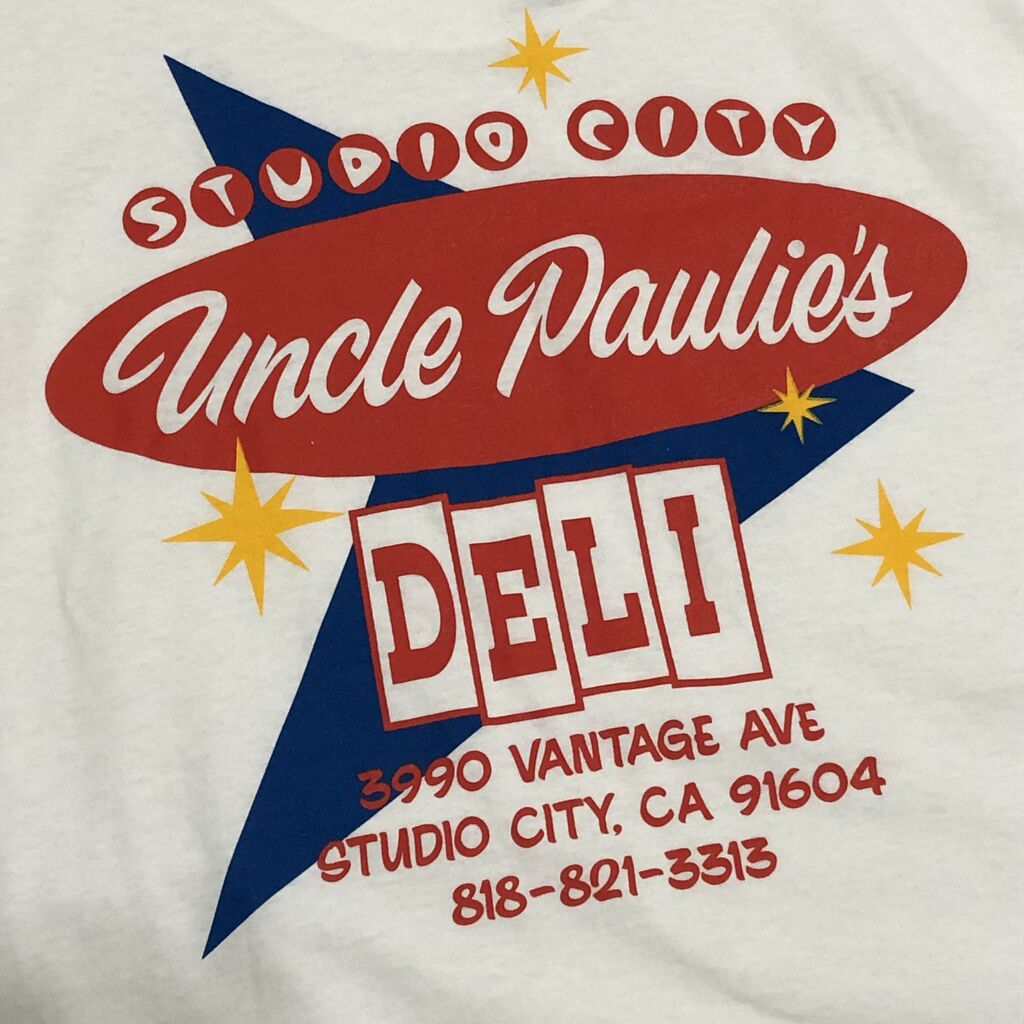 STUDIO CITY
Uncle Paulie's
DELI
3990 VANTAGE AVE
STUDIO CITY, CA 91604
818-821-3313